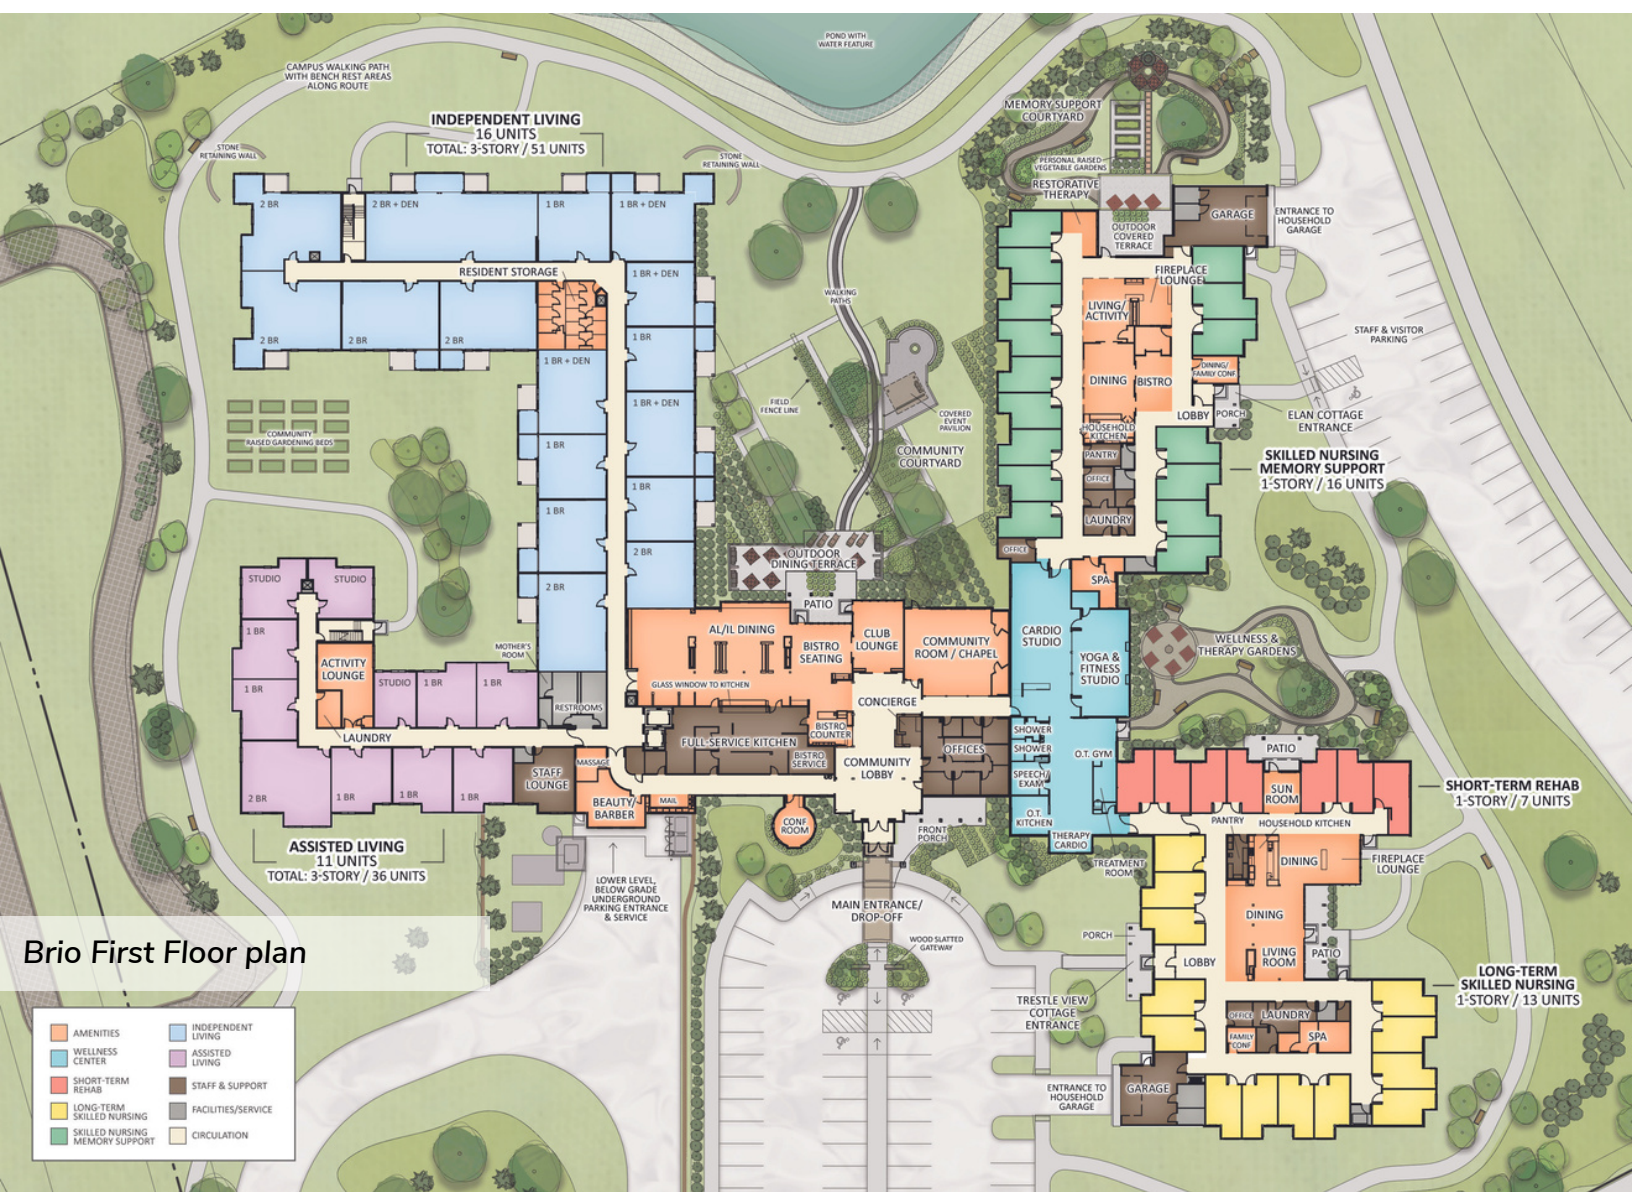 POND WITH
WATER FEATURE
CAMPUS WALKING PATH
WITH BENCH REST AREAS
ALONG ROUTE
INDEPENDENT LIVING
16 UNITS
TOTAL: 3-STORY / 51 UNITS
STONE
RETAINING WALL
STONE
RETAINING WALL
MEMORY SUPPORT
COURTYARD
PERSONAL RAISED
VEGETABLE GARDENS
RESTORATIVE
THERAPY
OUTDOOR
COVERED
TERRACE
GARAGE
ENTRANCE TO
HOUSEHOLD
GARAGE
2 BR
2 BR + DEN
1 BR
1 BR + DEN
RESIDENT STORAGE
1 BR + DEN
2 BR
2 BR
2 BR
1 BR
1 BR + DEN
1 BR + DEN
1 BR
1 BR
1 BR
2 BR
2 BR
WALKING
PATHS
FIELD
FENCE LINE
COVERED
EVENT
PAVILION
COMMUNITY
COURTYARD
COMMUNITY
RAISED GARDENING BEDS
FIREPLACE
LOUNGE
LIVING/
ACTIVITY
DINING
BISTRO
DINING/
FAMILY CONF
LOBBY
PORCH
HOUSEHOLD
KITCHEN
PANTRY
OFFICE
LAUNDRY
OFFICE
SPA
STAFF & VISITOR
PARKING
ELAN COTTAGE
ENTRANCE
SKILLED NURSING
MEMORY SUPPORT
1-STORY / 16 UNITS
OUTDOOR
DINING TERRACE
PATIO
STUDIO
STUDIO
1 BR
1 BR
ACTIVITY
LOUNGE
STUDIO
1 BR
1 BR
MOTHER'S
ROOM
RESTROOMS
LAUNDRY
2 BR
1 BR
1 BR
1 BR
STAFF
LOUNGE
MASSAGE
BEAUTY/
BARBER
MAIL
AL/IL DINING
BISTRO
SEATING
CLUB
LOUNGE
COMMUNITY
ROOM / CHAPEL
GLASS WINDOW TO KITCHEN
CONCIERGE
BISTRO
COUNTER
FULL-SERVICE KITCHEN
BISTRO
SERVICE
COMMUNITY
LOBBY
OFFICES
CONF
ROOM
FRONT
PORCH
CARDIO
STUDIO
YOGA &
FITNESS
STUDIO
WELLNESS &
THERAPY GARDENS
SHOWER
SHOWER
SPEECH/
EXAM
O.T. GYM
O.T.
KITCHEN
THERAPY
CARDIO
TREATMENT
ROOM
PATIO
SUN
ROOM
SHORT-TERM REHAB
1-STORY / 7 UNITS
PANTRY
HOUSEHOLD KITCHEN
DINING
FIREPLACE
LOUNGE
DINING
LIVING
ROOM
PATIO
PORCH
LOBBY
TRESTLE VIEW
COTTAGE
ENTRANCE
OFFICE
LAUNDRY
FAMILY
CONF
SPA
LONG-TERM
SKILLED NURSING
1-STORY / 13 UNITS
GARAGE
ENTRANCE TO
HOUSEHOLD
GARAGE
ASSISTED LIVING
11 UNITS
TOTAL: 3-STORY / 36 UNITS
LOWER LEVEL,
BELOW GRADE
UNDERGROUND
PARKING ENTRANCE
& SERVICE
MAIN ENTRANCE/
DROP-OFF
WOOD SLATTED
GATEWAY
Brio First Floor plan
AMENITIES
WELLNESS
CENTER
SHORT-TERM
REHAB
LONG-TERM
SKILLED NURSING
SKILLED NURSING
MEMORY SUPPORT
INDEPENDENT
LIVING
ASSISTED
LIVING
STAFF & SUPPORT
FACILITIES/SERVICE
CIRCULATION